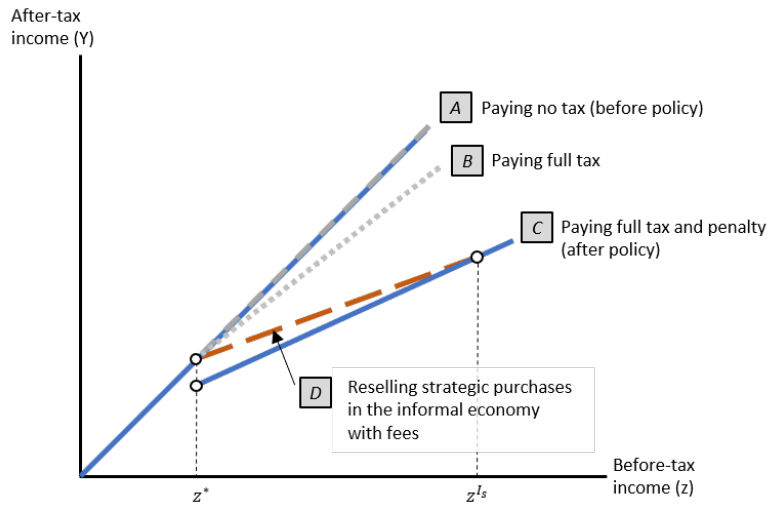 After-tax
income (Y)
A Paying no tax (before policy)
B Paying full tax
C Paying full tax and penalty
(after policy)
D Reselling strategic purchases
in the informal economy
with fees
Before-tax
income (z)
z*
z^{I_s}